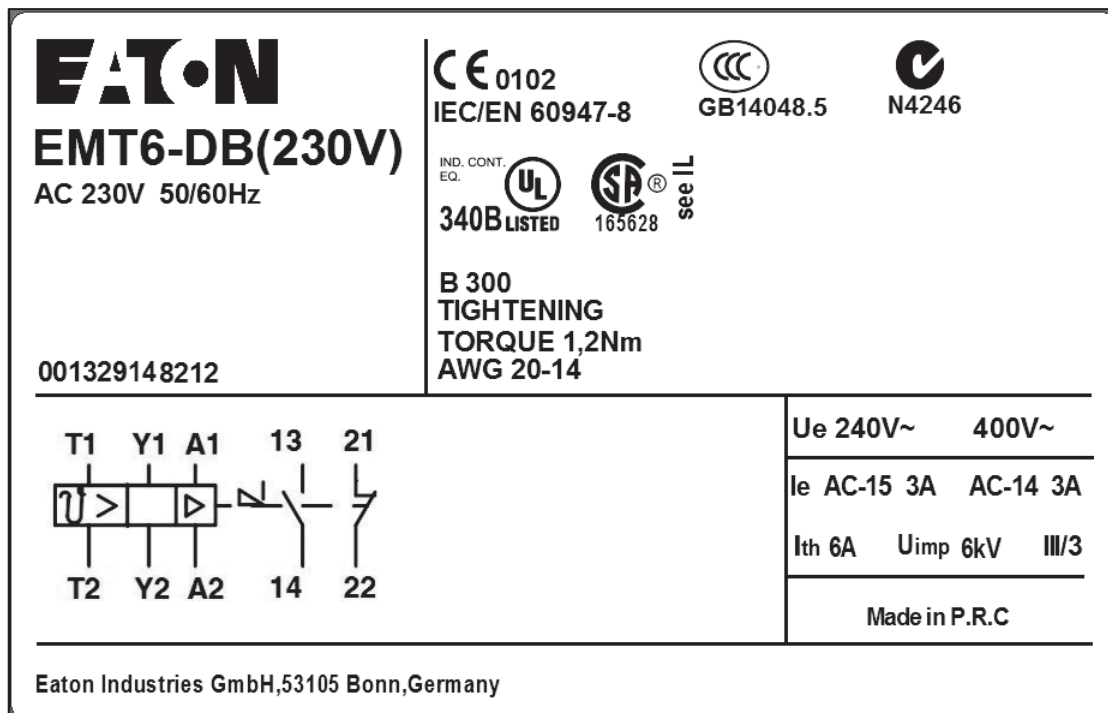 EATON
EMT6-DB(230V)
AC 230V 50/60Hz
001329148212
CE 0102
IEC/EN 60947-8
CCC
GB14048.5
N4246
IND. CONT.
EQ.
340B
UL
LISTED
SA ®
165628
see IL
B 300
TIGHTENING
TORQUE 1,2Nm
AWG 20-14
T1 Y1 A1 13 21
T2 Y2 A2 14 22
Ue 240V~ 400V~
Ie AC-15 3A AC-14 3A
Ith 6A Uimp 6kV III/3
Made in P.R.C
Eaton Industries GmbH,53105 Bonn,Germany